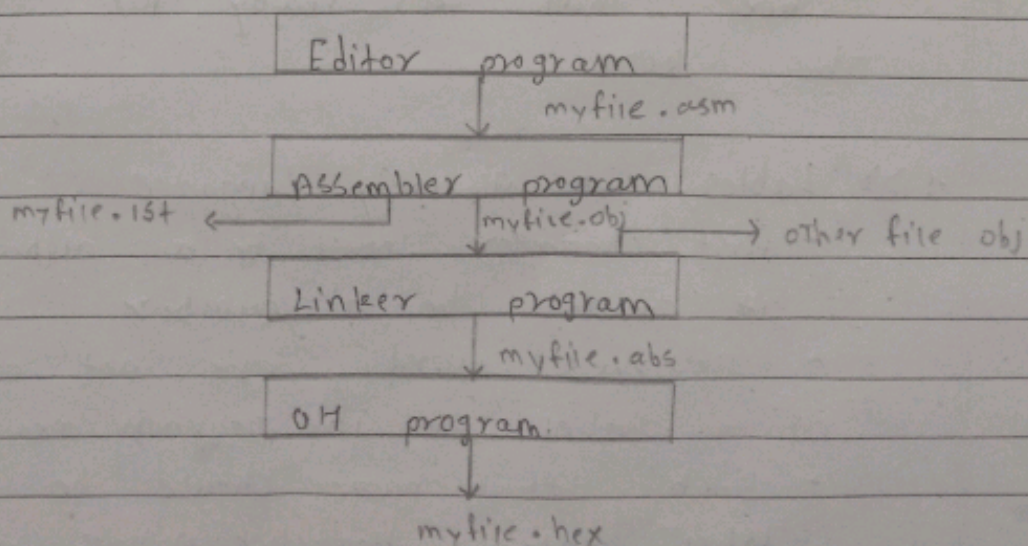 Editor program
myfile.asm
Assembler program
myfile.lst
myfile.obj
other file obj
Linker program
myfile.abs
OH program.
myfile.hex